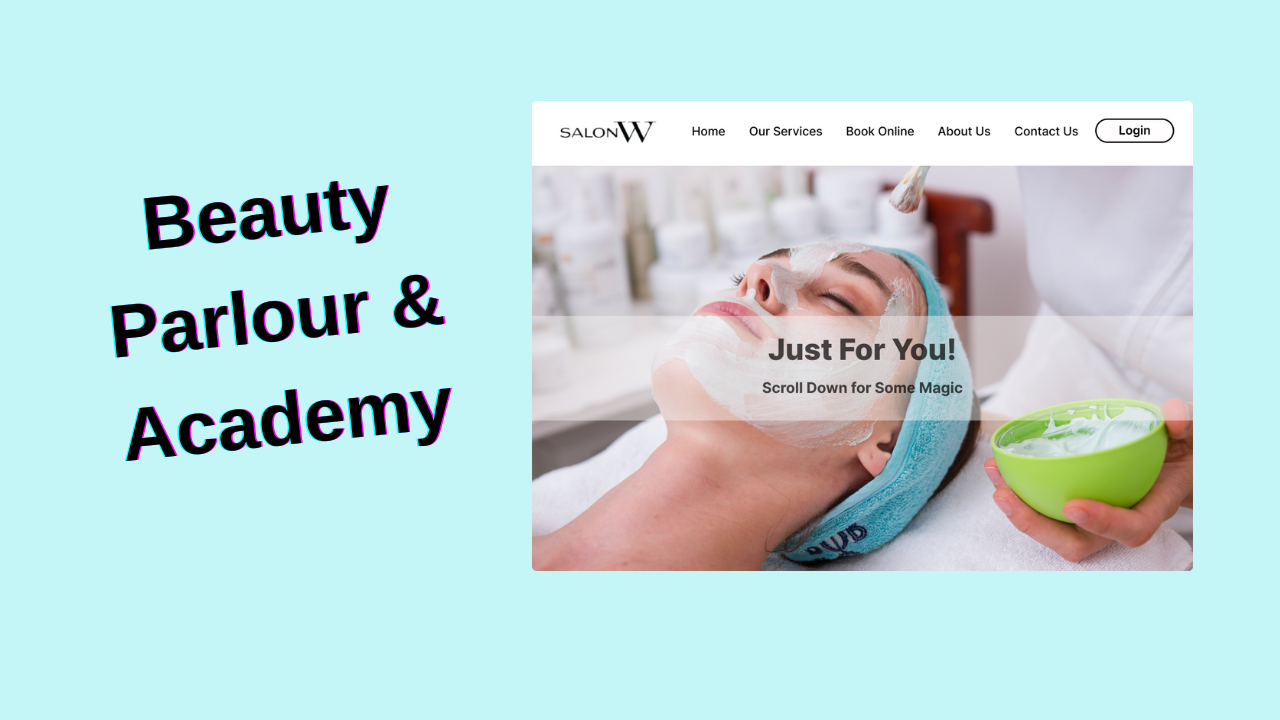 Beauty
Parlour &
Academy
SALON W
Home Our Services Book Online About Us Contact Us Login
Just For You!
Scroll Down for Some Magic